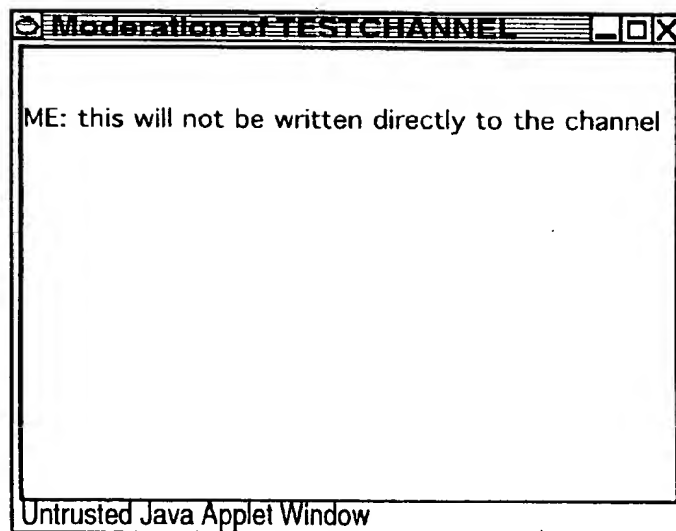 Moderation of TESTCHANNEL
ME: this will not be written directly to the channel
Untrusted Java Applet Window